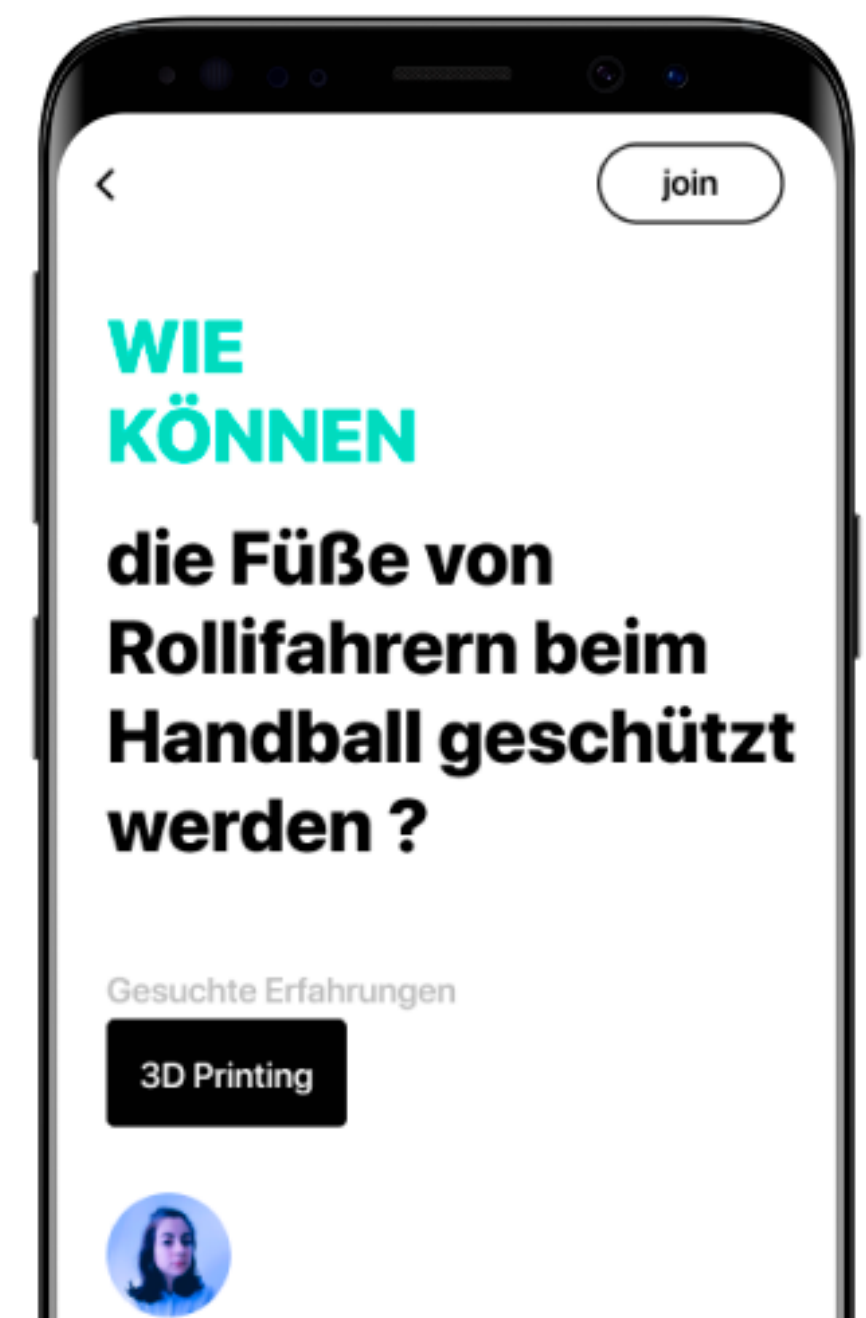 join
WIE
KÖNNEN
die Füße von
Rollifahrern beim
Handball geschützt
werden ?
Gesuchte Erfahrungen
3D Printing